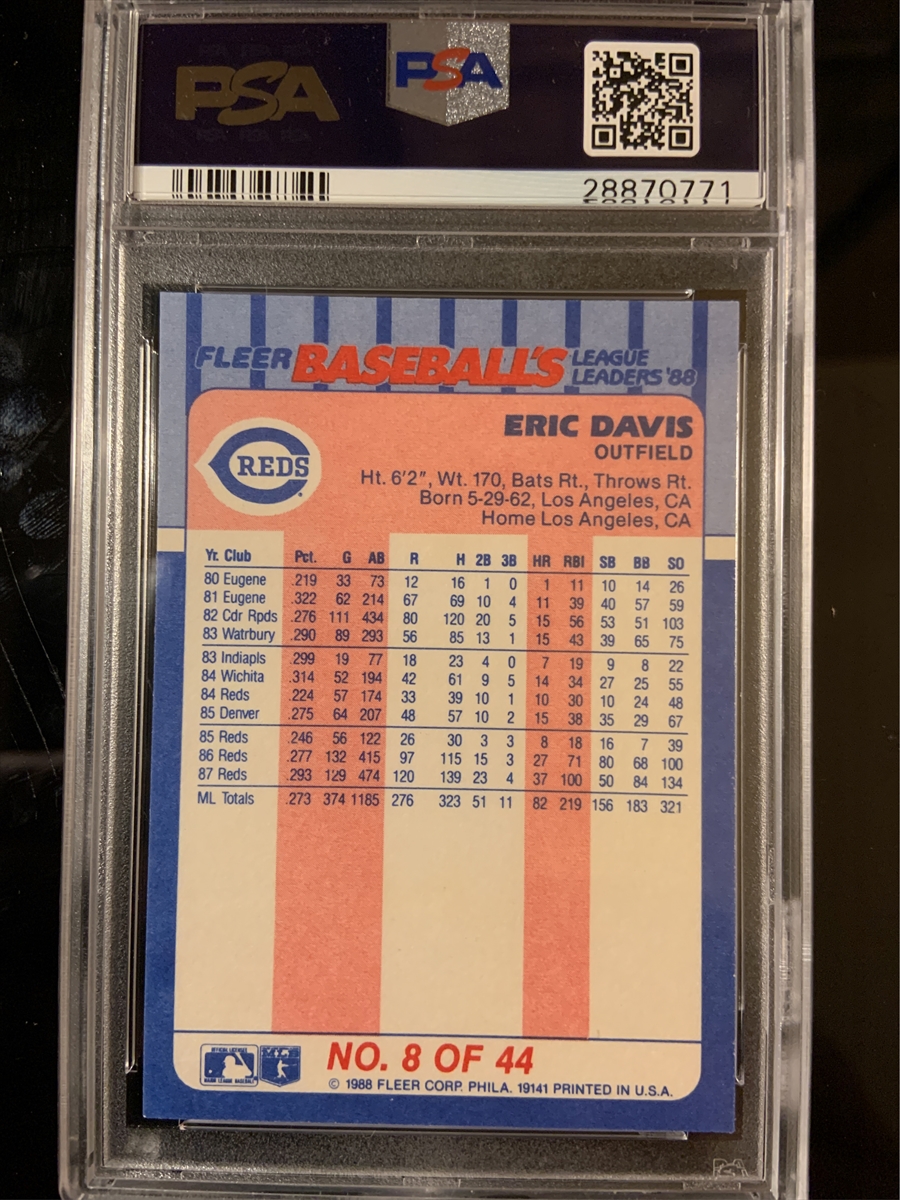 PSA PSA
28870771
FLEER BASEBALL'S LEAGUE LEADERS '88
ERIC DAVIS
OUTFIELD
REDS
Ht. 6'2", Wt. 170, Bats Rt., Throws Rt.
Born 5-29-62, Los Angeles, CA
Home Los Angeles, CA
Yr. Club Pct. G AB R H 2B 3B HR RBI SB BB SO
80 Eugene .219 33 73 12 16 1 0 1 11 10 14 26
81 Eugene .322 62 214 67 69 10 4 11 39 40 57 59
82 Cdr Rpds .276 111 434 80 120 20 5 15 56 53 51 103
83 Watrbury .290 89 293 56 85 13 1 15 43 39 65 75
83 Indiapls .299 19 77 18 23 4 0 7 19 9 8 22
84 Wichita .314 52 194 42 61 9 5 14 34 27 25 55
84 Reds .224 57 174 33 39 10 1 10 30 10 24 48
85 Denver .275 64 207 48 57 10 2 15 38 35 29 67
85 Reds .246 56 122 26 30 3 3 8 18 16 7 39
86 Reds .277 132 415 97 115 15 3 27 71 80 68 100
87 Reds .293 129 474 120 139 23 4 37 100 50 84 134
ML Totals .273 374 1185 276 323 51 11 82 219 156 183 321
OFFICIAL LICENSEE
MAJOR LEAGUE BASEBALL
NO. 8 OF 44
© 1988 FLEER CORP. PHILA. 19141 PRINTED IN U.S.A.
PSA